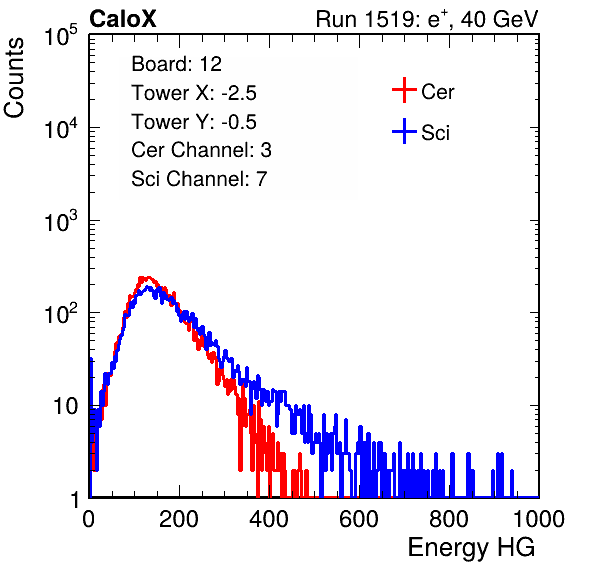 CaloX Run 1519: e⁺, 40 GeV
Counts
Board: 12
Tower X: -2.5
Tower Y: -0.5
Cer Channel: 3
Sci Channel: 7
Cer
Sci
10⁵
10⁴
10³
10²
10
1
0 200 400 600 800 1000
Energy HG